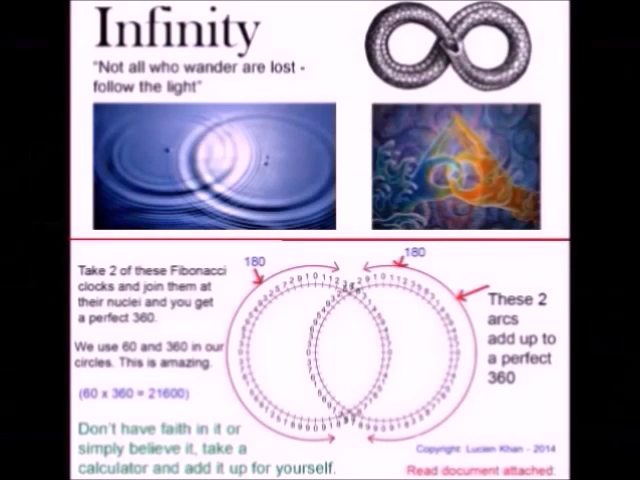 Infinity
“Not all who wander are lost -
follow the light”
180
180
Take 2 of these Fibonacci
clocks and join them at
their nuclei and you get
a perfect 360.
We use 60 and 360 in our
circles. This is amazing.
(60 x 360 = 21600)
Don't have faith in it or
simply believe it, take a
calculator and add it up for yourself.
These 2
arcs
add up to
a perfect
360
Copyright: Lucien Khan - 2014
Read document attached.